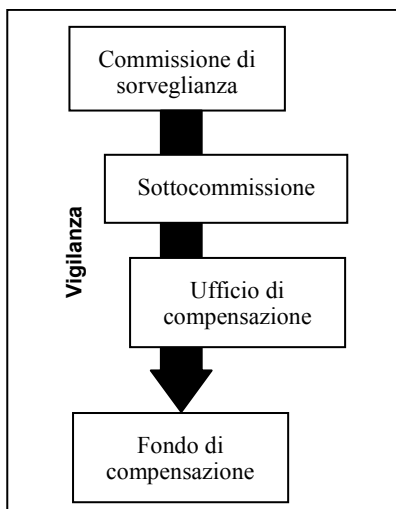 Commissione di
sorveglianza
Sottocommissione
Vigilanza
Ufficio di
compensazione
Fondo di
compensazione